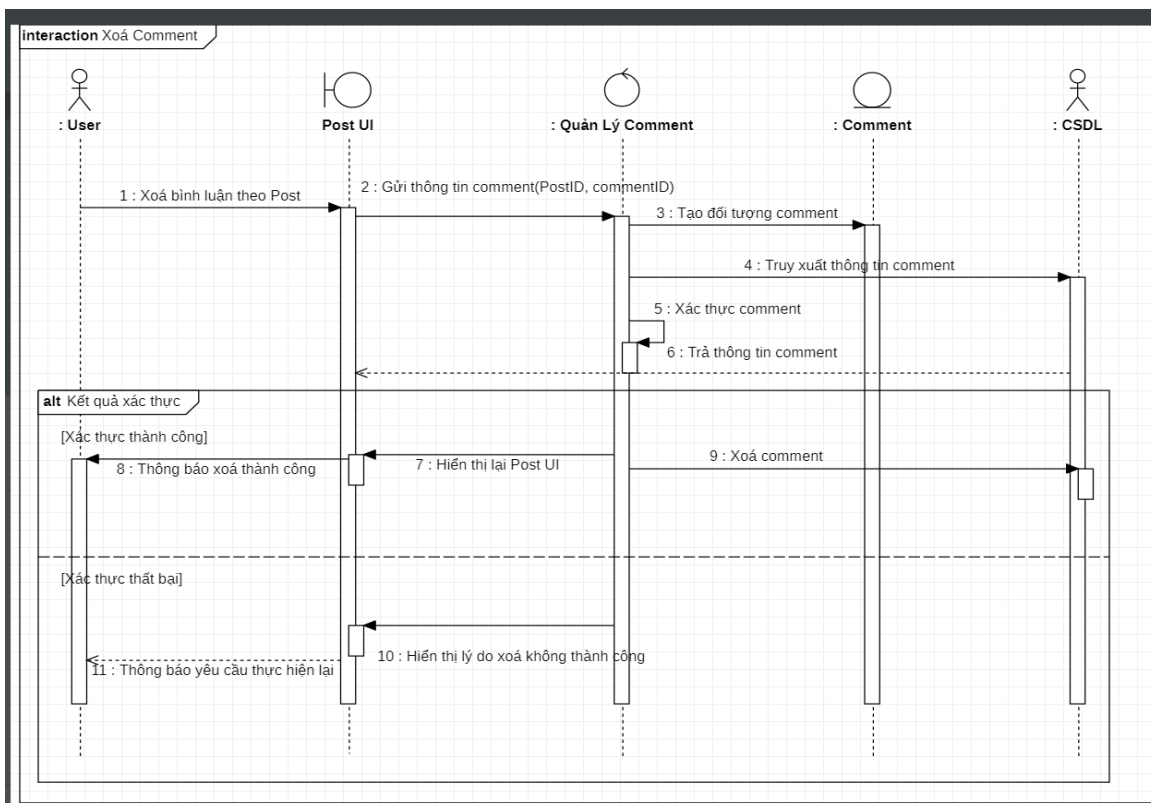 interaction Xoá Comment
: User
Post UI
: Quản Lý Comment
: Comment
: CSDL
1 : Xoá bình luận theo Post
2 : Gửi thông tin comment(PostID, commentID)
3 : Tạo đối tượng comment
4 : Truy xuất thông tin comment
5 : Xác thực comment
6 : Trả thông tin comment
alt Kết quả xác thực
[Xác thực thành công]
8 : Thông báo xoá thành công
7 : Hiển thị lại Post UI
9 : Xoá comment
[Xác thực thất bại]
10 : Hiển thị lý do xoá không thành công
11 : Thông báo yêu cầu thực hiện lại